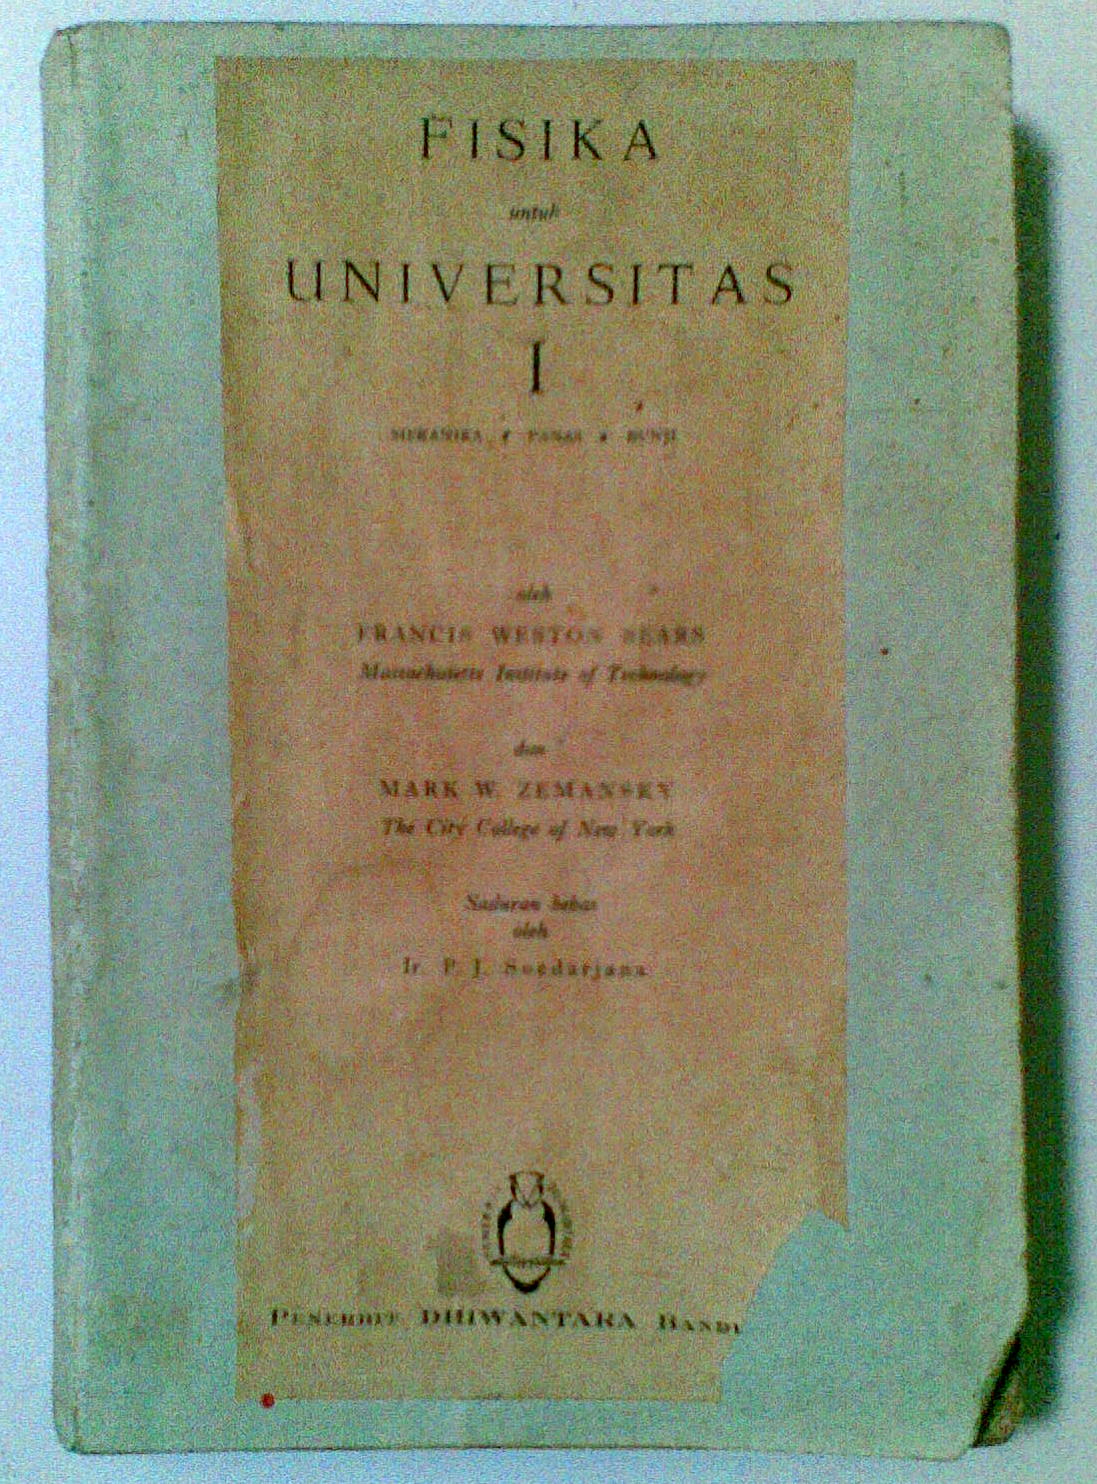 FISIKA
untuk
UNIVERSITAS
I
MEKANIKA • PANAS • BUNJI
oleh
FRANCIS WESTON SEARS
Massachusetts Institute of Technology
dan
MARK W. ZEMANSKY
The City College of New York
Saduran bebas
oleh
Ir. P. J. Soedarjana
PENERBIT DHIWANTARA BANDU